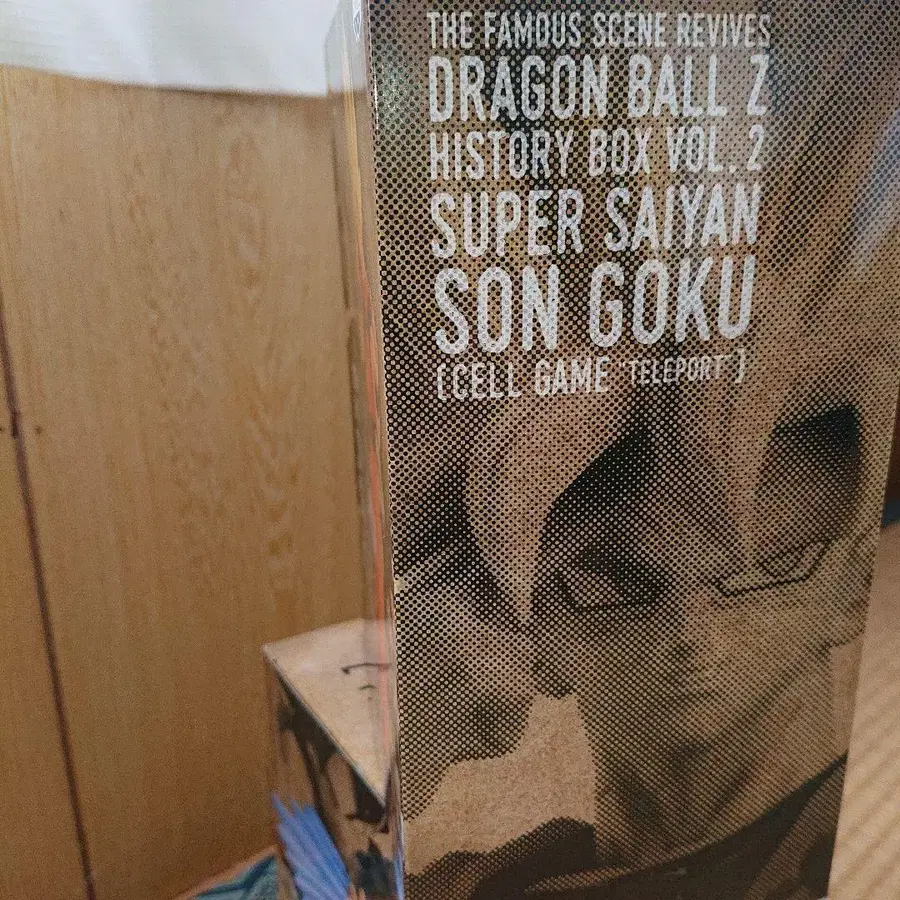 THE FAMOUS SCENE REVIVES
DRAGON BALL Z
HISTORY BOX VOL. 2
SUPER SAIYAN
SON GOKU
(CELL GAME "TELEPORT")